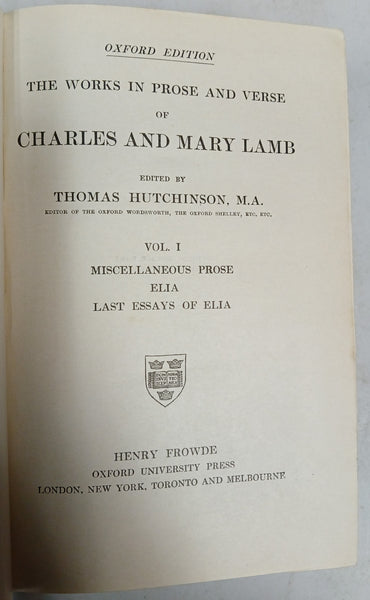 OXFORD EDITION
THE WORKS IN PROSE AND VERSE
OF
CHARLES AND MARY LAMB
EDITED BY
THOMAS HUTCHINSON, M.A.
EDITOR OF THE OXFORD WORDSWORTH, THE OXFORD SHELLEY, ETC, ETC.
VOL. I
MISCELLANEOUS PROSE
ELIA
LAST ESSAYS OF ELIA
HENRY FROWDE
OXFORD UNIVERSITY PRESS
LONDON, NEW YORK, TORONTO AND MELBOURNE